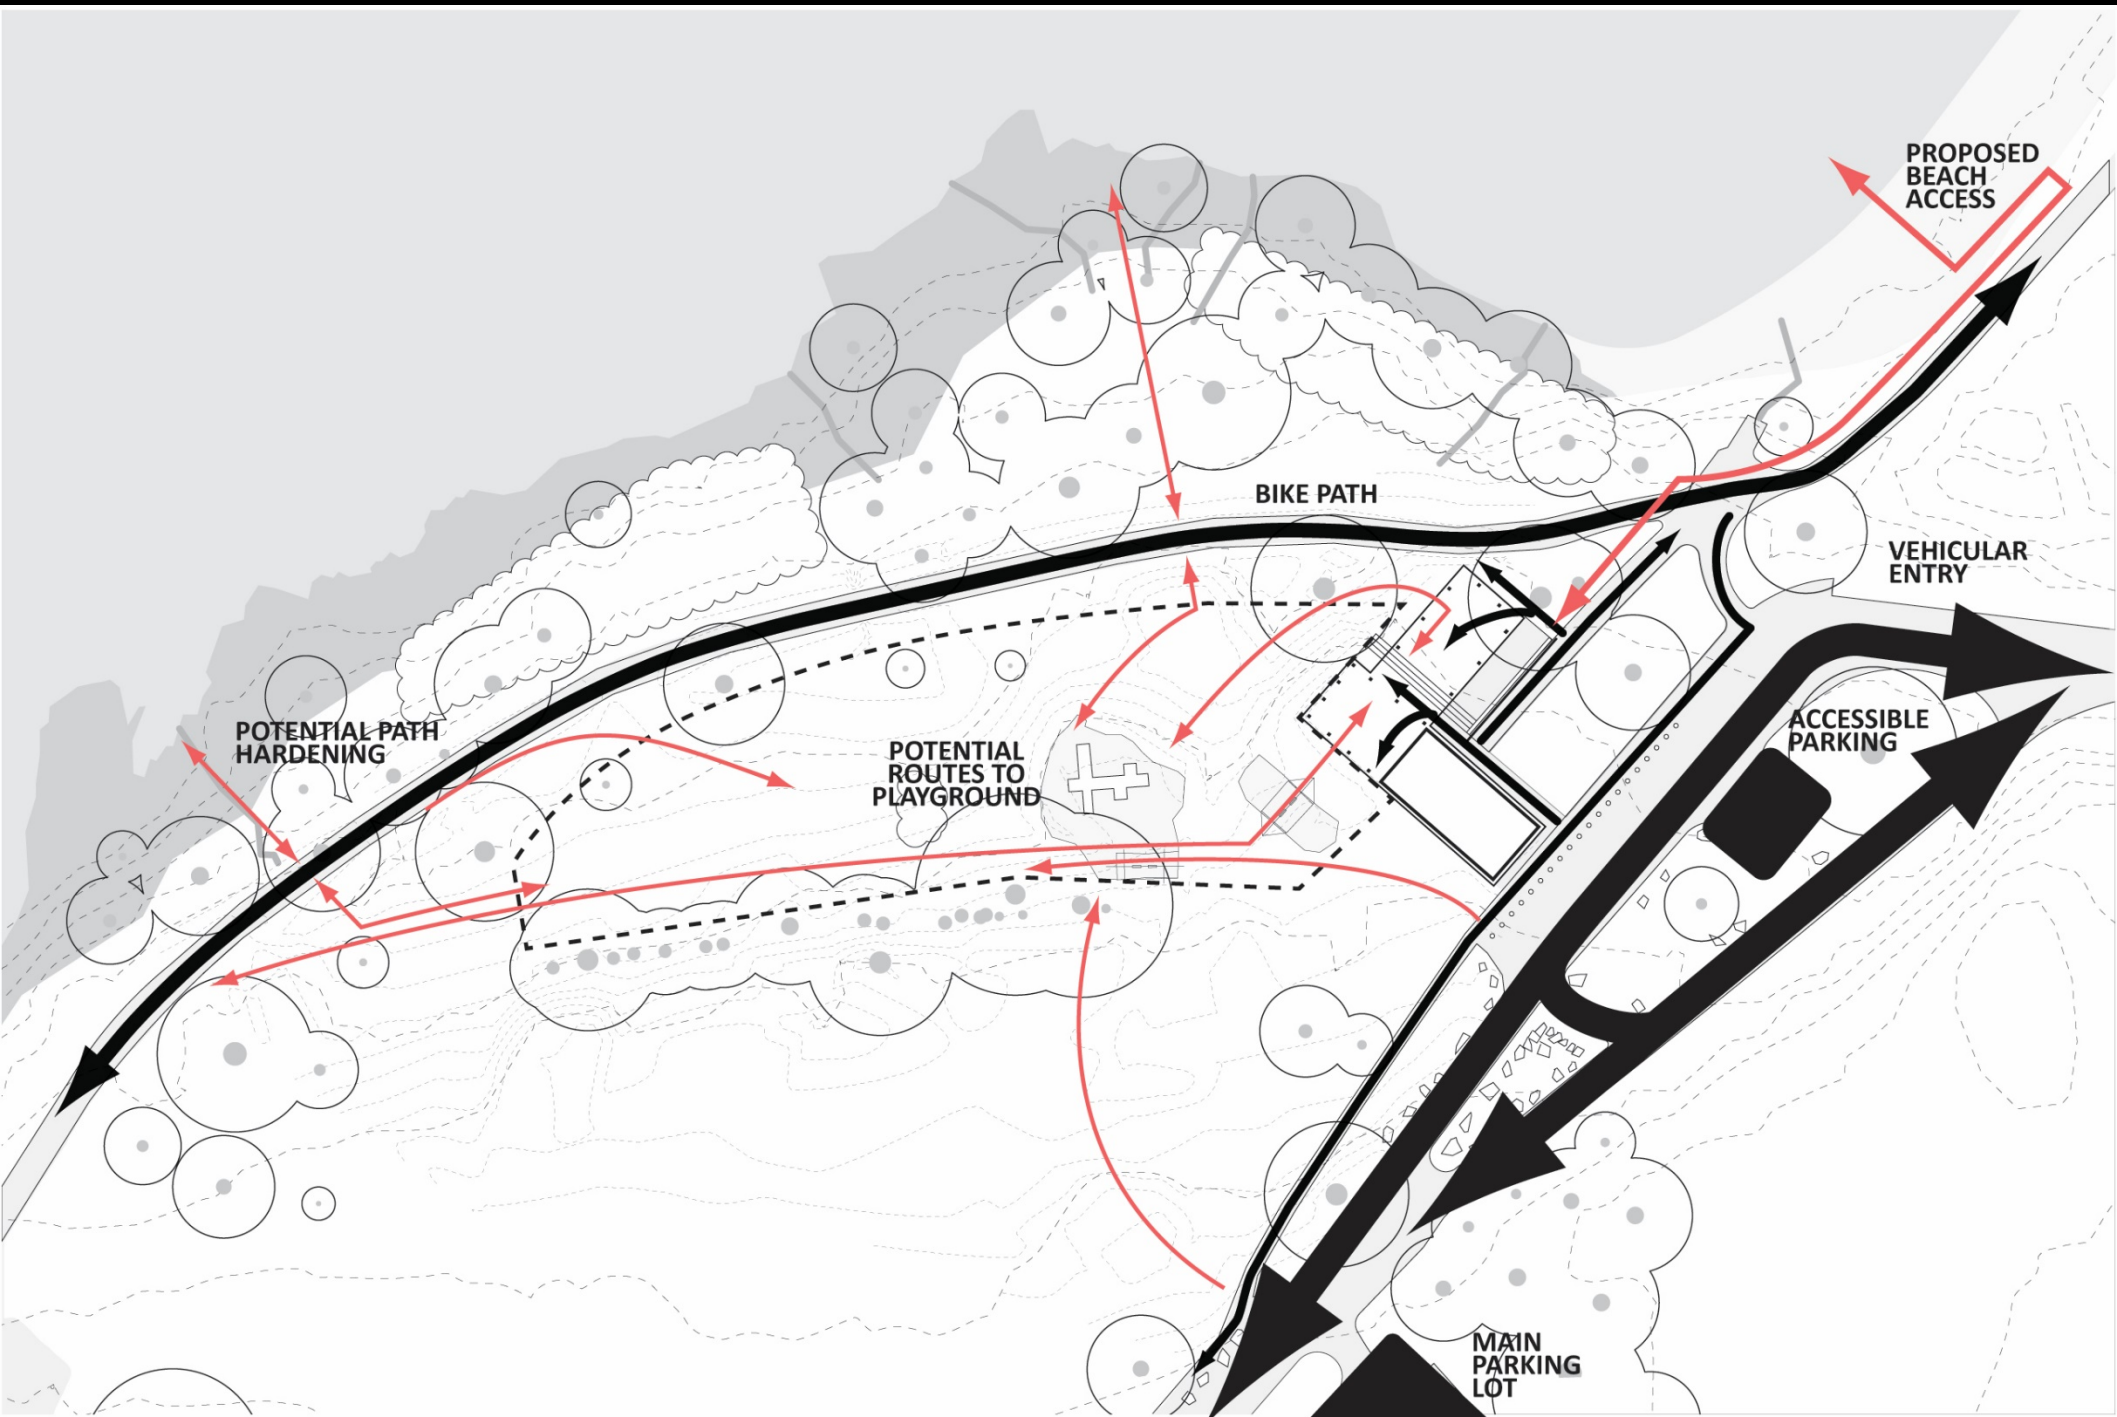 PROPOSED
BEACH
ACCESS
BIKE PATH
VEHICULAR
ENTRY
POTENTIAL PATH
HARDENING
POTENTIAL
ROUTES TO
PLAYGROUND
ACCESSIBLE
PARKING
MAIN
PARKING
LOT